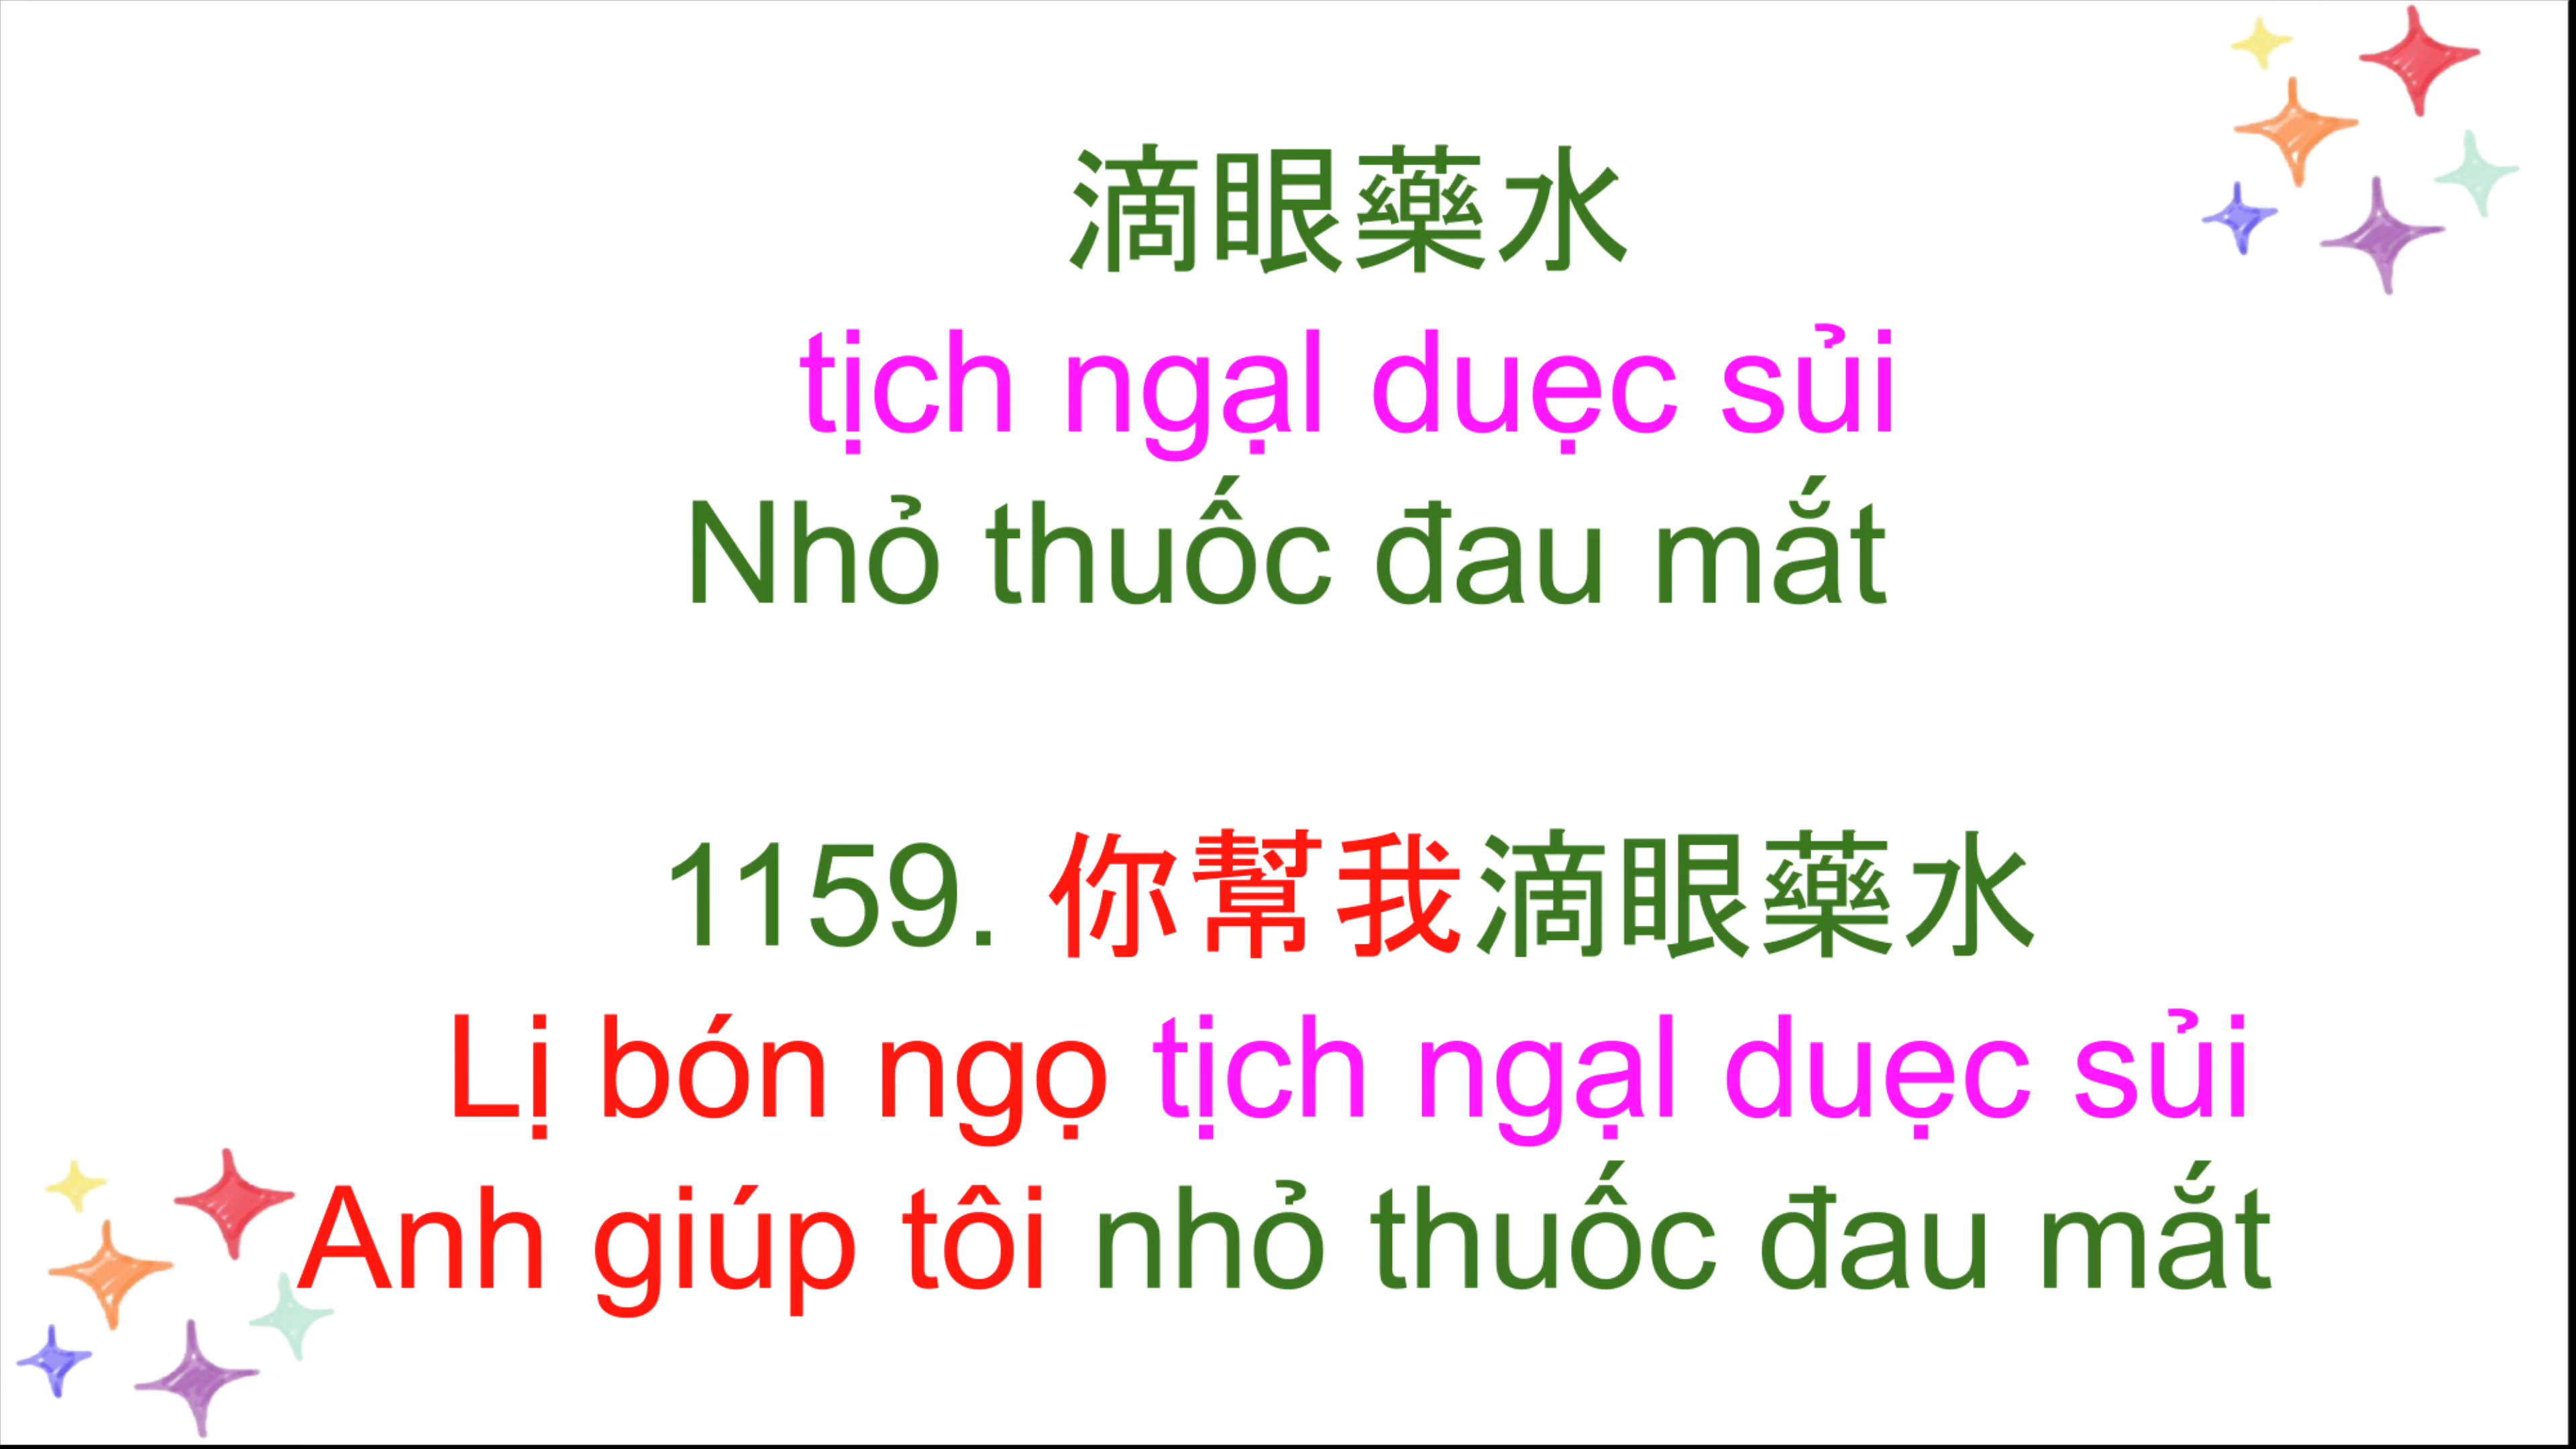 滴眼藥水
tịch ngạl duẹc sủi
Nhỏ thuốc đau mắt
1159. 你幫我滴眼藥水
Lị bón ngọ tịch ngạl duẹc sủi
Anh giúp tôi nhỏ thuốc đau mắt